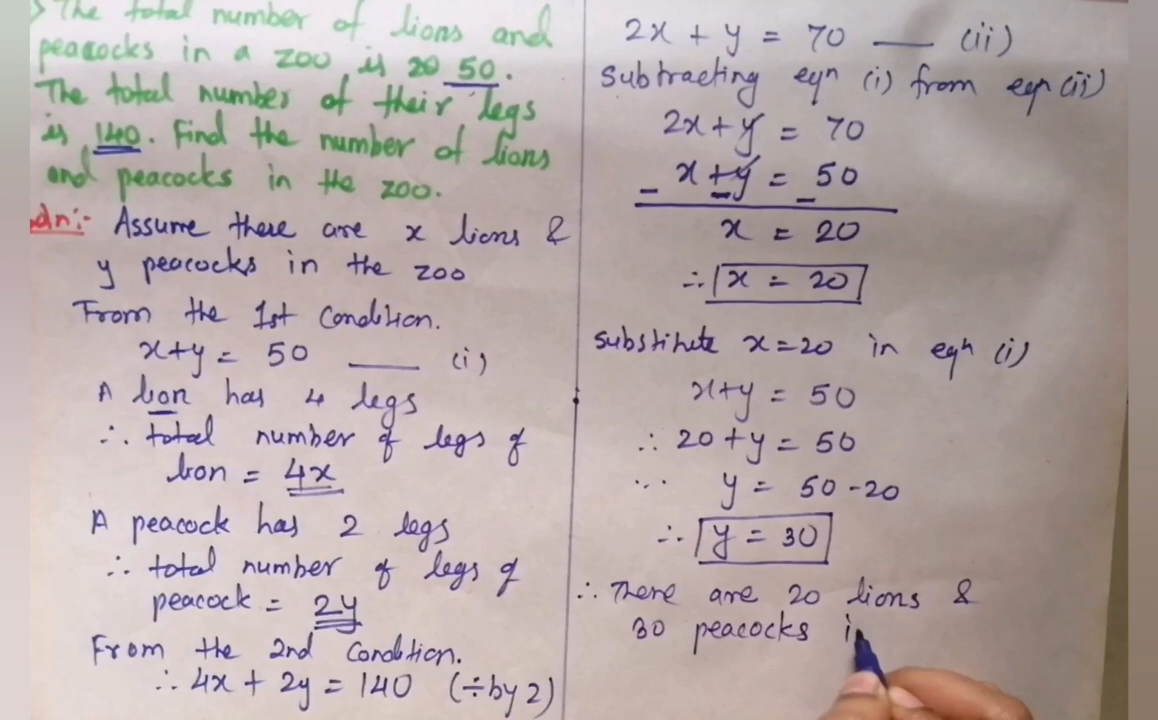 The total number of lions and
peacocks in a zoo is 20 50.
The total number of their legs
is 140. Find the number of lions
and peacocks in the zoo.
Assume there are x lions &
y peacocks in the zoo
From the 1st condition.
x+y = 50 —— (i)
A lion has 4 legs
∴ total number of legs of
lion = 4x
A peacock has 2 legs
∴ total number of legs of
peacock = 2y
From the 2nd condition.
∴ 4x + 2y = 140 (÷by 2)
2x + y = 70 —— (ii)
Subtracting eqn (i) from eqn (ii)
2x+y = 70
- x+y = 50
- -
x = 20
∴ x = 20
Substitute x=20 in eqn (i)
x+y = 50
∴ 20+y = 50
∴ y = 50-20
∴ y = 30
∴ There are 20 lions &
30 peacocks i